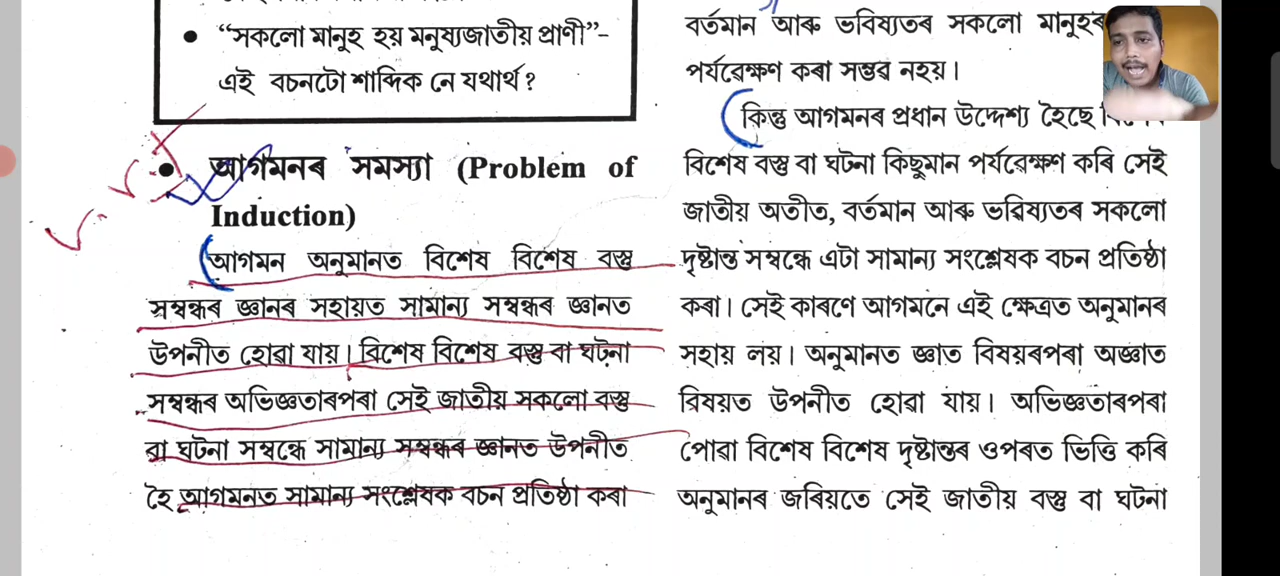 “সকলো মানুহ হয় মনুষ্যজাতীয় প্ৰাণী”-
এই বচনটো শাব্দিক নে যথাৰ্থ?
আগমনৰ সমস্যা (Problem of
Induction)
আগমন অনুমানত বিশেষ বিশেষ বস্তু
সম্বন্ধৰ জ্ঞানৰ সহায়ত সামান্য সম্বন্ধৰ জ্ঞানত
উপনীত হোৱা যায়। বিশেষ বিশেষ বস্তু বা ঘটনা
সম্বন্ধৰ অভিজ্ঞতাৰপৰা সেই জাতীয় সকলো বস্তু
বা ঘটনা সম্বন্ধে সামান্য সম্বন্ধৰ জ্ঞানত উপনীত
হৈ আগমনত সামান্য সংশ্লেষক বচন প্ৰতিষ্ঠা কৰা
বৰ্তমান আৰু ভবিষ্যতৰ সকলো মানুহৰ
পৰ্যৱেক্ষণ কৰা সম্ভৱ নহয়।
কিন্তু আগমনৰ প্ৰধান উদ্দেশ্য হৈছে
বিশেষ বস্তু বা ঘটনা কিছুমান পৰ্যৱেক্ষণ কৰি সেই
জাতীয় অতীত, বৰ্তমান আৰু ভৱিষ্যতৰ সকলো
দৃষ্টান্ত সম্বন্ধে এটা সামান্য সংশ্লেষক বচন প্ৰতিষ্ঠা
কৰা। সেই কাৰণে আগমনে এই ক্ষেত্ৰত অনুমানৰ
সহায় লয়। অনুমানত জ্ঞাত বিষয়ৰপৰা অজ্ঞাত
বিষয়ত উপনীত হোৱা যায়। অভিজ্ঞতাৰপৰা
পোৱা বিশেষ বিশেষ দৃষ্টান্তৰ ওপৰত ভিত্তি কৰি
অনুমানৰ জৰিয়তে সেই জাতীয় বস্তু বা ঘটনা